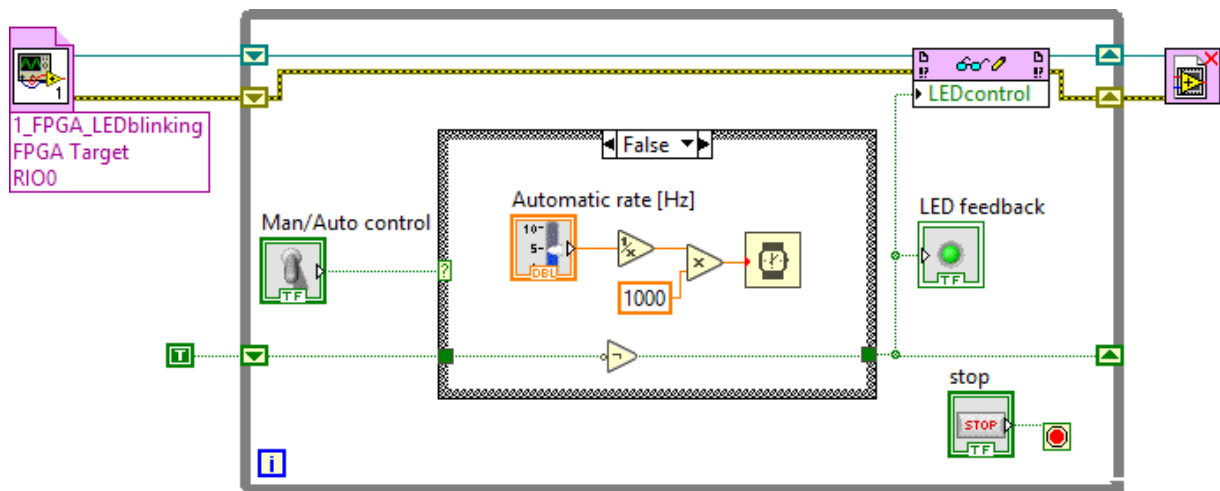 1
LEDcontrol
1_FPGA_LEDblinking
FPGA Target
RIO0
False
Automatic rate [Hz]
Man/Auto control
LED feedback
10
5
DBL
1/x
x
1000
?
TF
TF
T
stop
STOP
TF
i